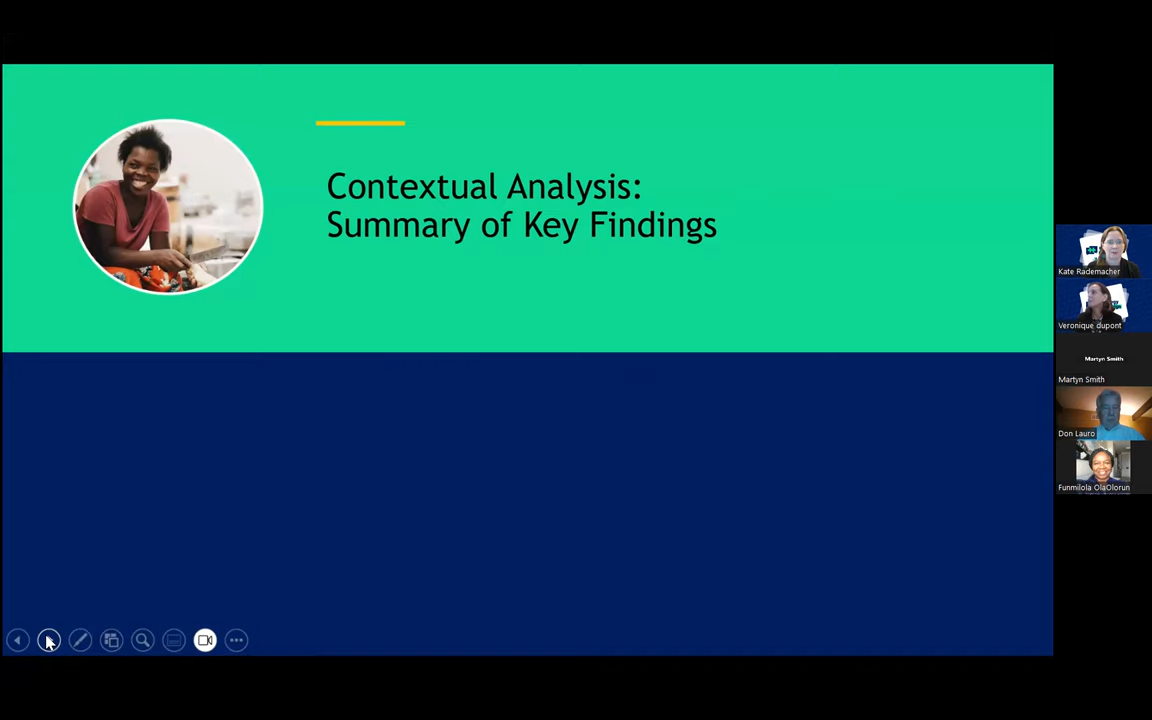 Contextual Analysis:
Summary of Key Findings
Kate Rademacher
Veronique dupont
Martyn Smith
Martyn Smith
Don Lauro
Funmilola OlaOlorun